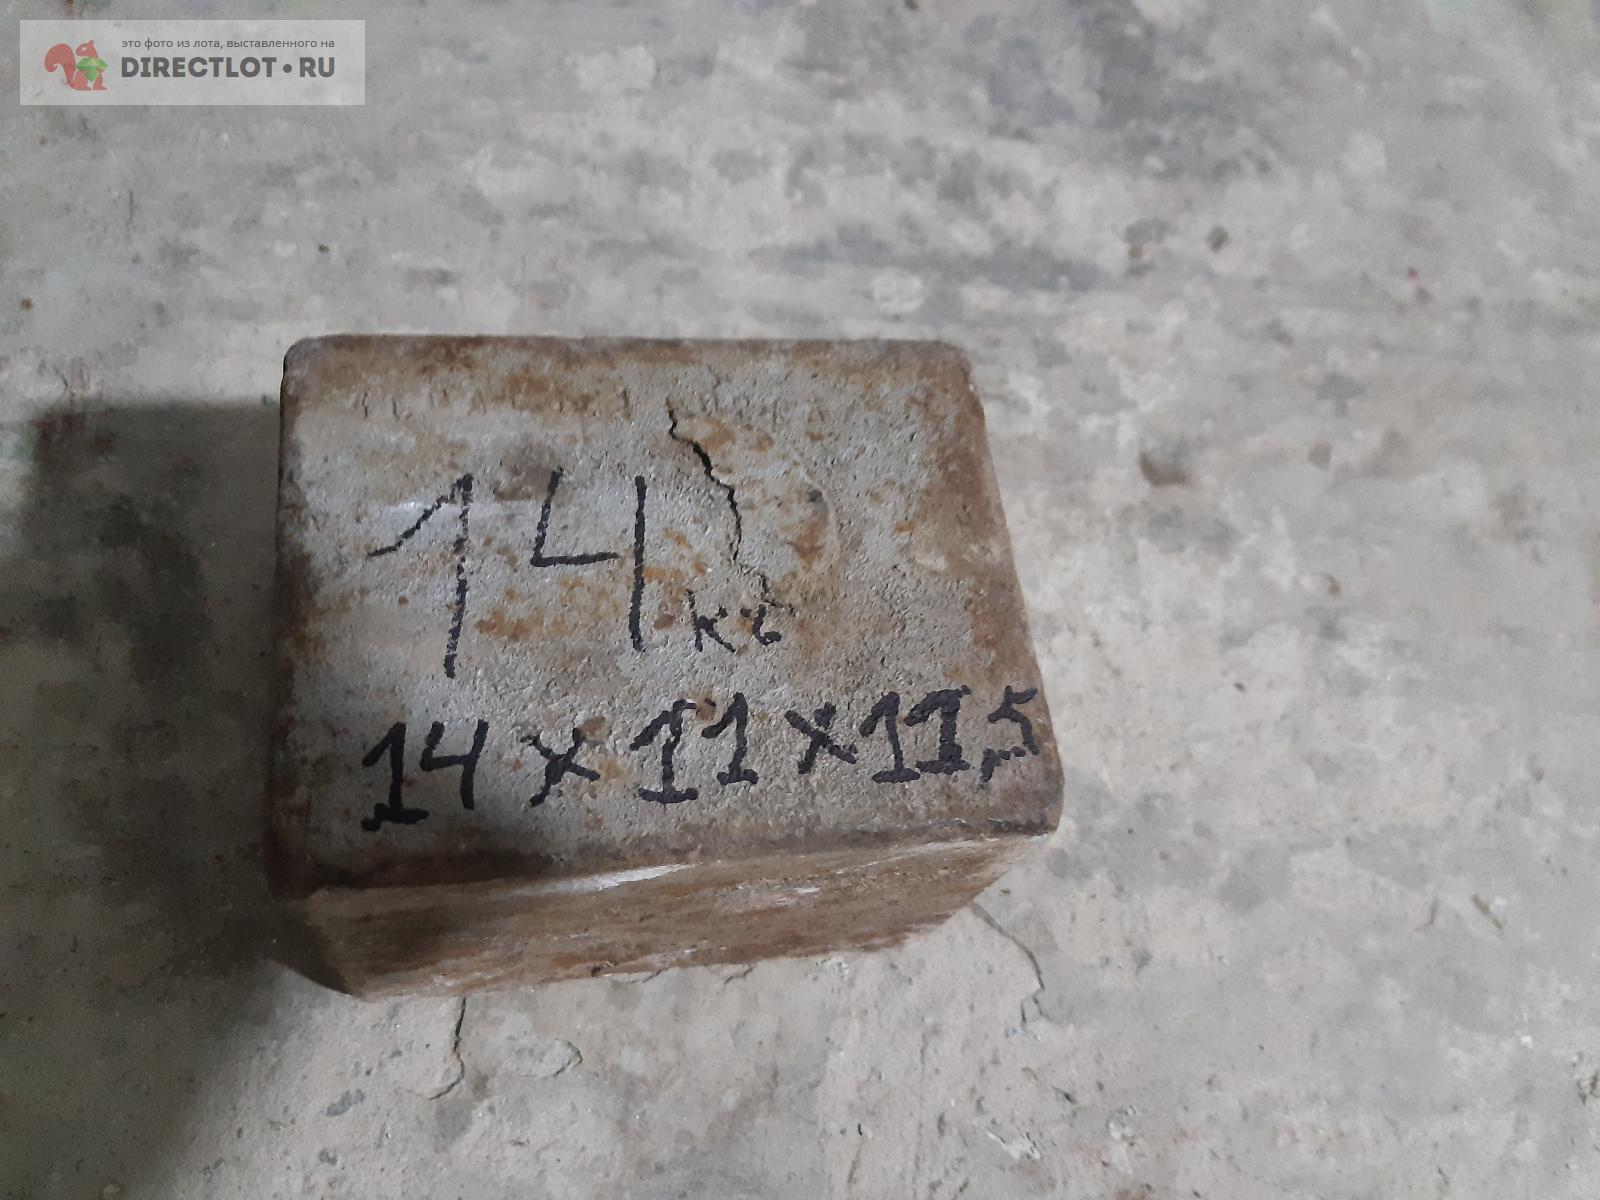 это фото из лота, выставленного на
DIRECTLOT•RU
14 кг
14 x 11 x 11,5